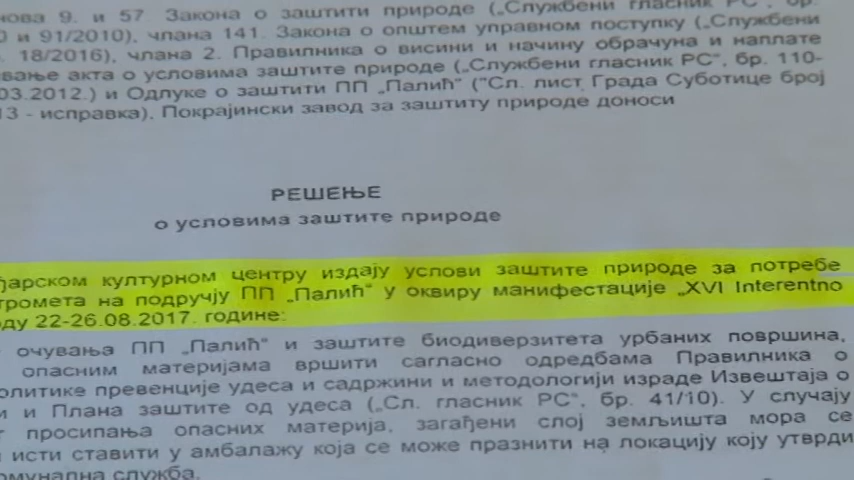 нова 9. и 57. Закона о заштити природе („Службени гласник РС", бр.
0 и 91/2010), члана 141. Закона о општем управном поступку („Службени
. 18/2016), члана 2. Правилника о висини и начину обрачуна и наплате
вање акта о условима заштите природе („Службени гласник РС", бр. 110-
03.2012.) и Одлуке о заштити ПП „Палић" ("Сл. лист Града Суботице број
13 - исправка), Покрајински завод за заштиту природе доноси
РЕШЕЊЕ
о условима заштите природе
ђарском културном центру издају услови заштите природе за потребе
тромета на подручју ПП „Палић" у оквиру манифестације „XVI Interentno
оду 22-26.08.2017. године:
очувања ПП „Палић" и заштите биодиверзитета урбаних површина,
опасним материјама вршити сагласно одредбама Правилника о
олитике превенције удеса и садржини и методологији израде Извештаја о
и и Плана заштите од удеса („Сл. гласник РС", бр. 41/10). У случају
г просипања опасних материја, загађени слој земљишта мора се
и исти ставити у амбалажу која се може празнити на локацију коју утврди
омунална служба.